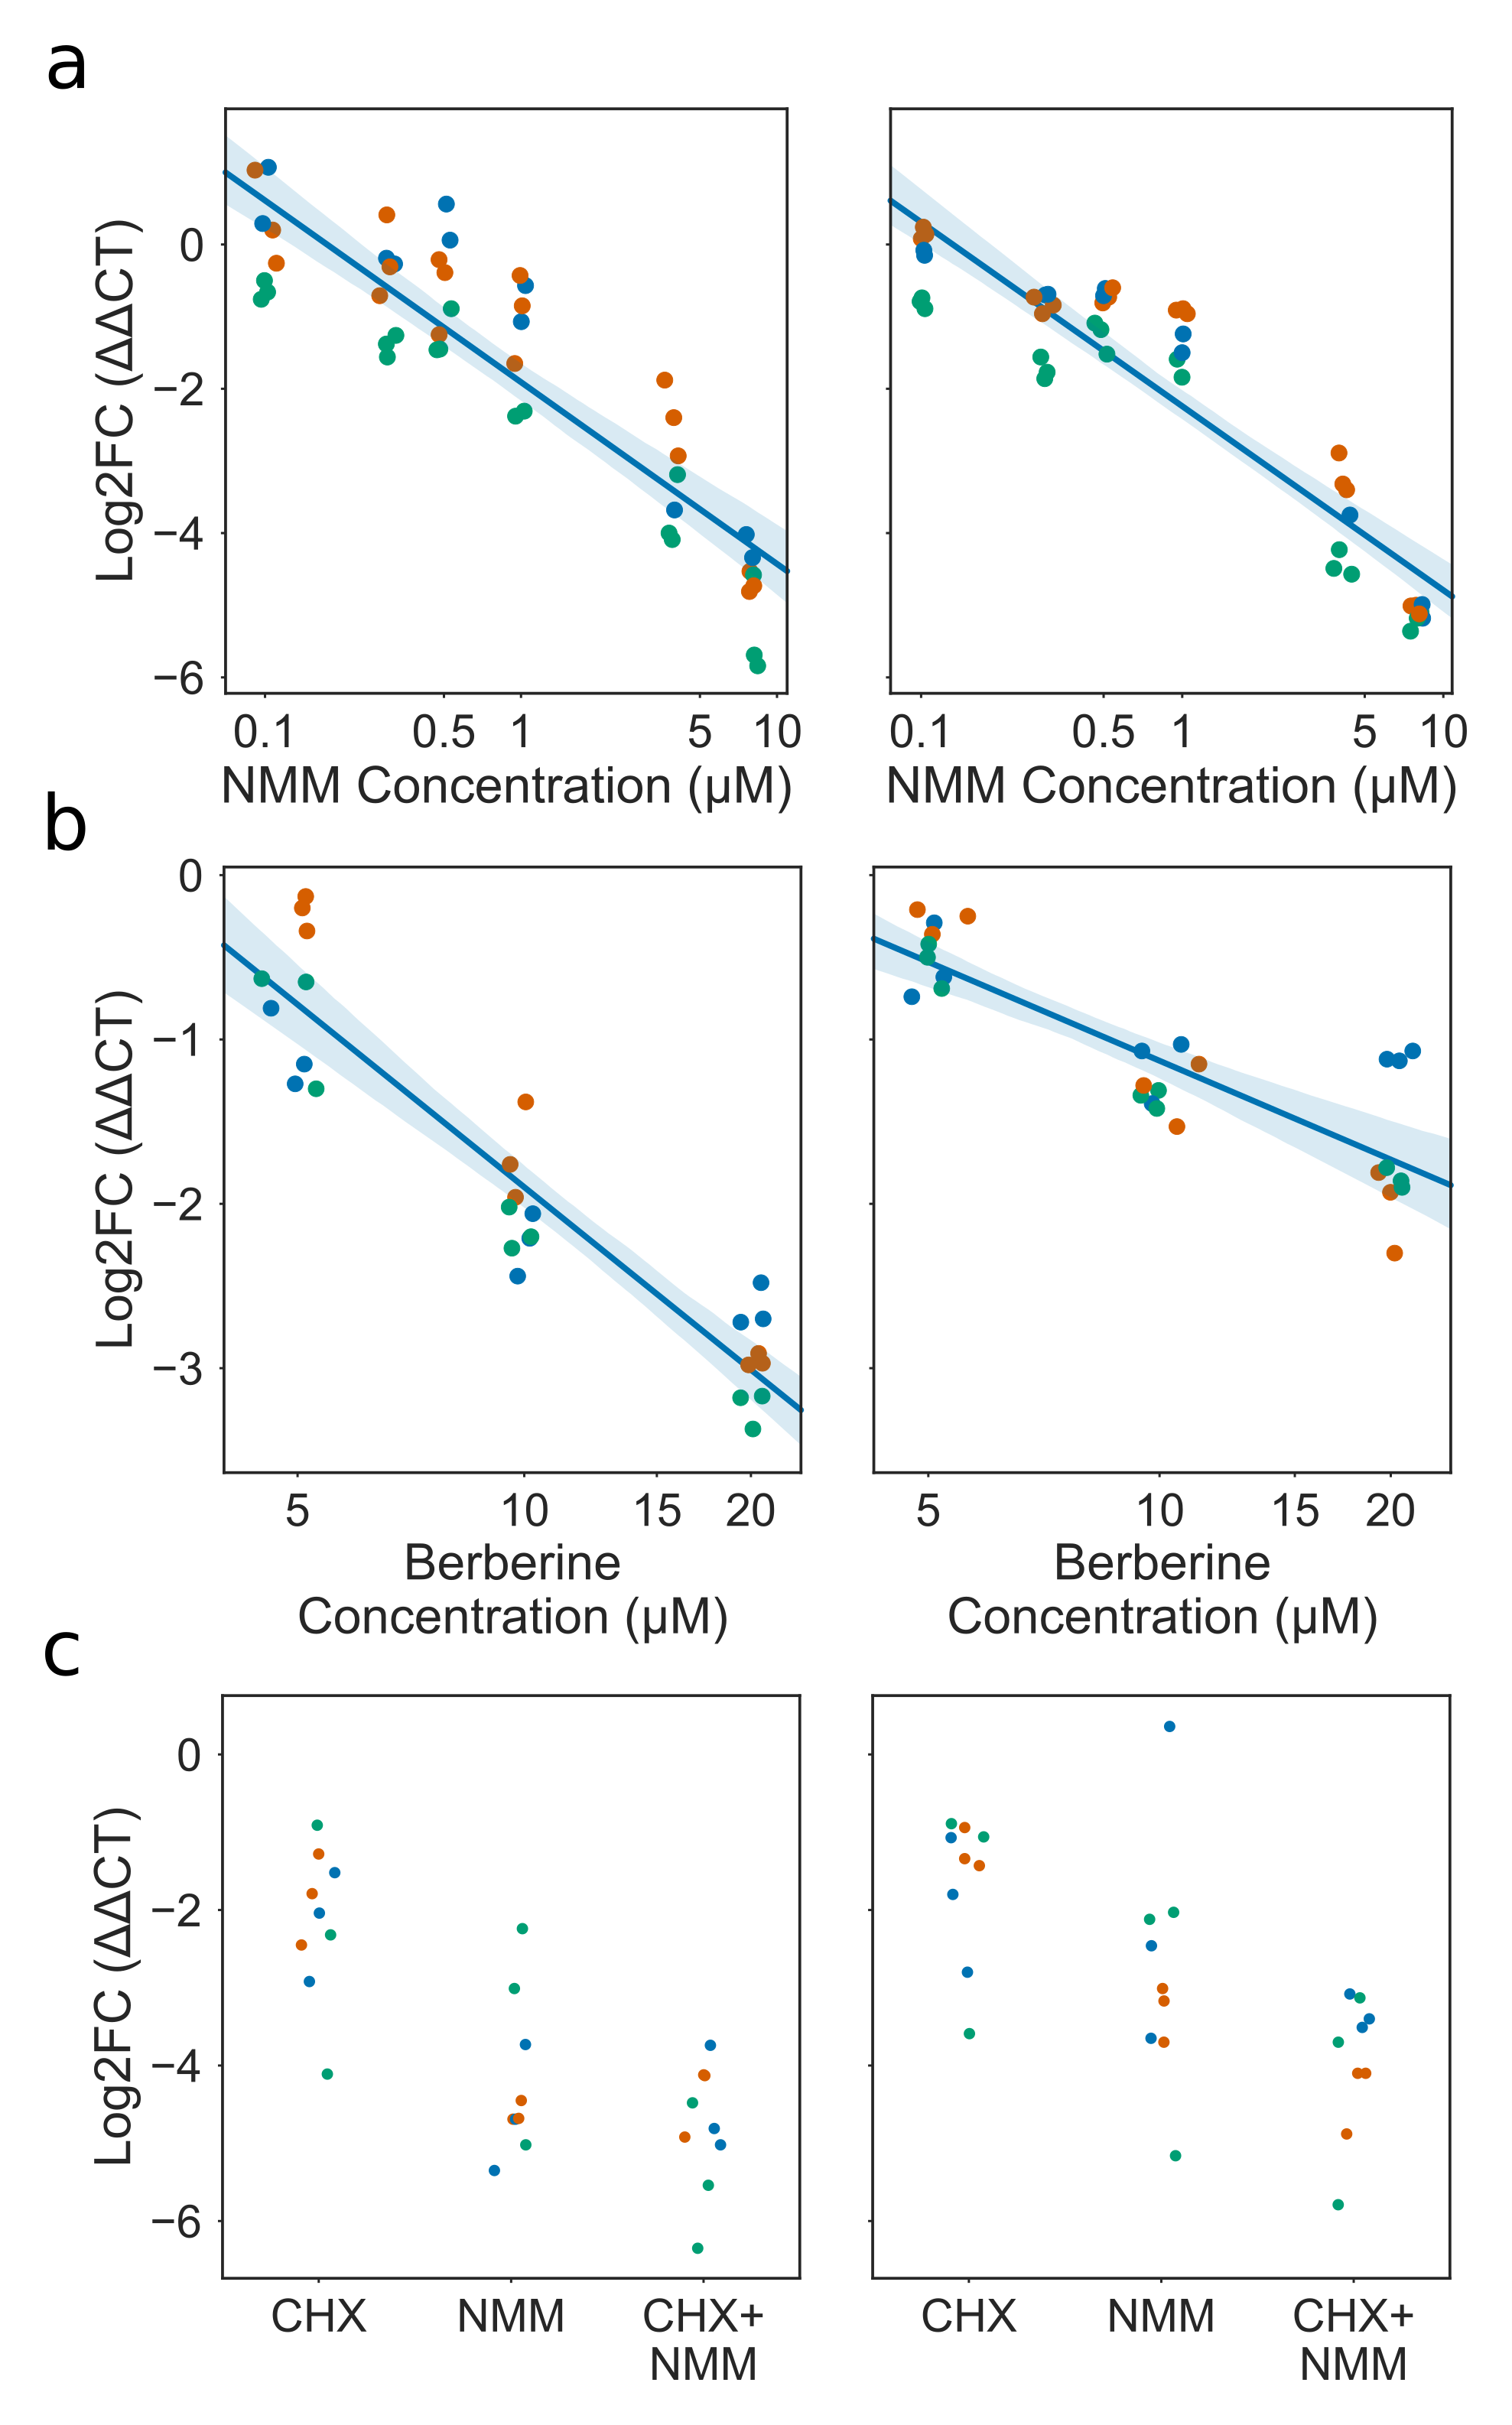 a
Log2FC (ΔΔCT)
0
−2
−4
−6
0.1 0.5 1 5 10
NMM Concentration (μM)
0.1 0.5 1 5 10
NMM Concentration (μM)
b
Log2FC (ΔΔCT)
0
−1
−2
−3
5 10 15 20
Berberine
Concentration (μM)
5 10 15 20
Berberine
Concentration (μM)
c
Log2FC (ΔΔCT)
0
−2
−4
−6
CHX NMM CHX+
NMM
CHX NMM CHX+
NMM